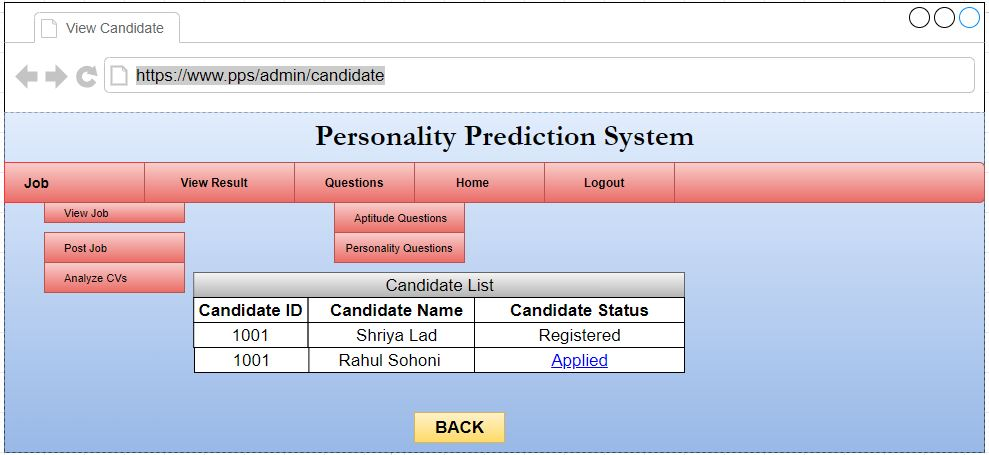 View Candidate
https://www.pps/admin/candidate
Personality Prediction System
Job View Result Questions Home Logout
View Job Aptitude Questions
Post Job Personality Questions
Analyze CVs
Candidate List
Candidate ID Candidate Name Candidate Status
1001 Shriya Lad Registered
1001 Rahul Sohoni Applied
BACK